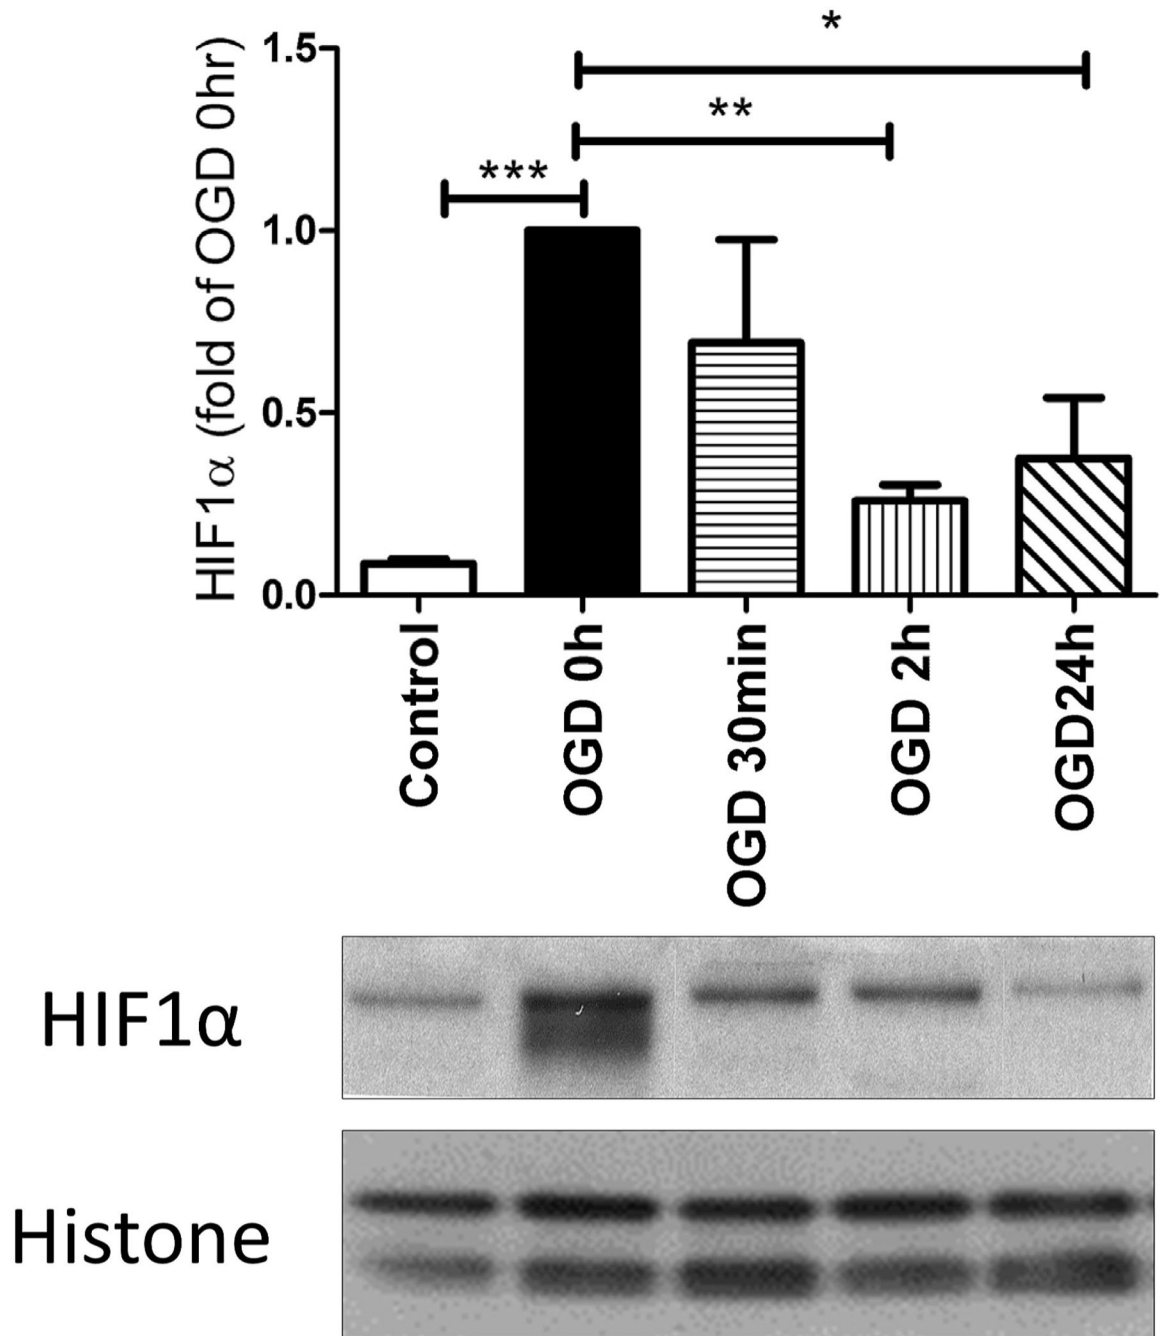 *
**
***
HIF1α (fold of OGD 0hr)
1.5
1.0
0.5
0.0
Control
OGD 0h
OGD 30min
OGD 2h
OGD24h
HIF1α
Histone